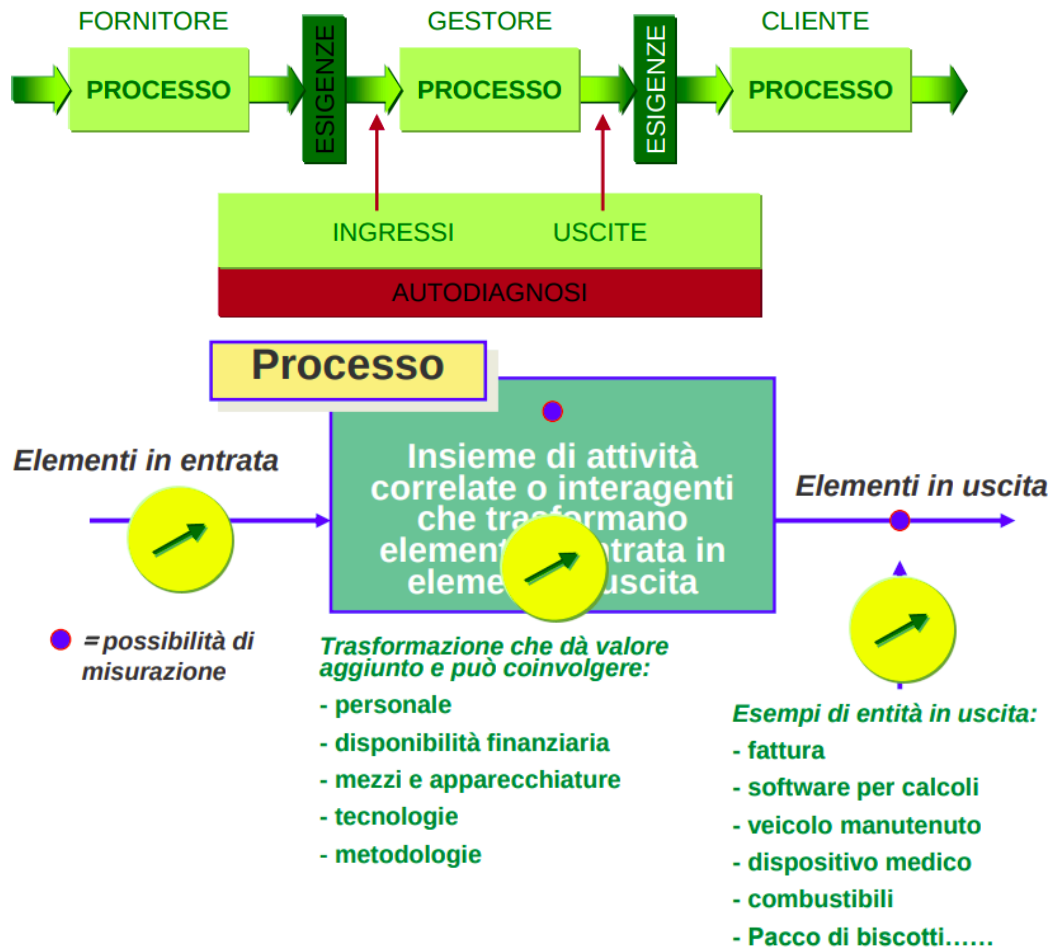 FORNITORE
GESTORE
CLIENTE
PROCESSO
ESIGENZE
PROCESSO
ESIGENZE
PROCESSO
INGRESSI
USCITE
AUTODIAGNOSI
Processo
Elementi in entrata
Insieme di attività
correlate o interagenti
che trasformano
in
uscita
Elementi in uscita
= possibilità di
misurazione
Trasformazione che dà valore
aggiunto e può coinvolgere:
- personale
- disponibilità finanziaria
- mezzi e apparecchiature
- tecnologie
- metodologie
Esempi di entità in uscita:
- fattura
- software per calcoli
- veicolo manutenuto
- dispositivo medico
- combustibili
- Pacco di biscotti……